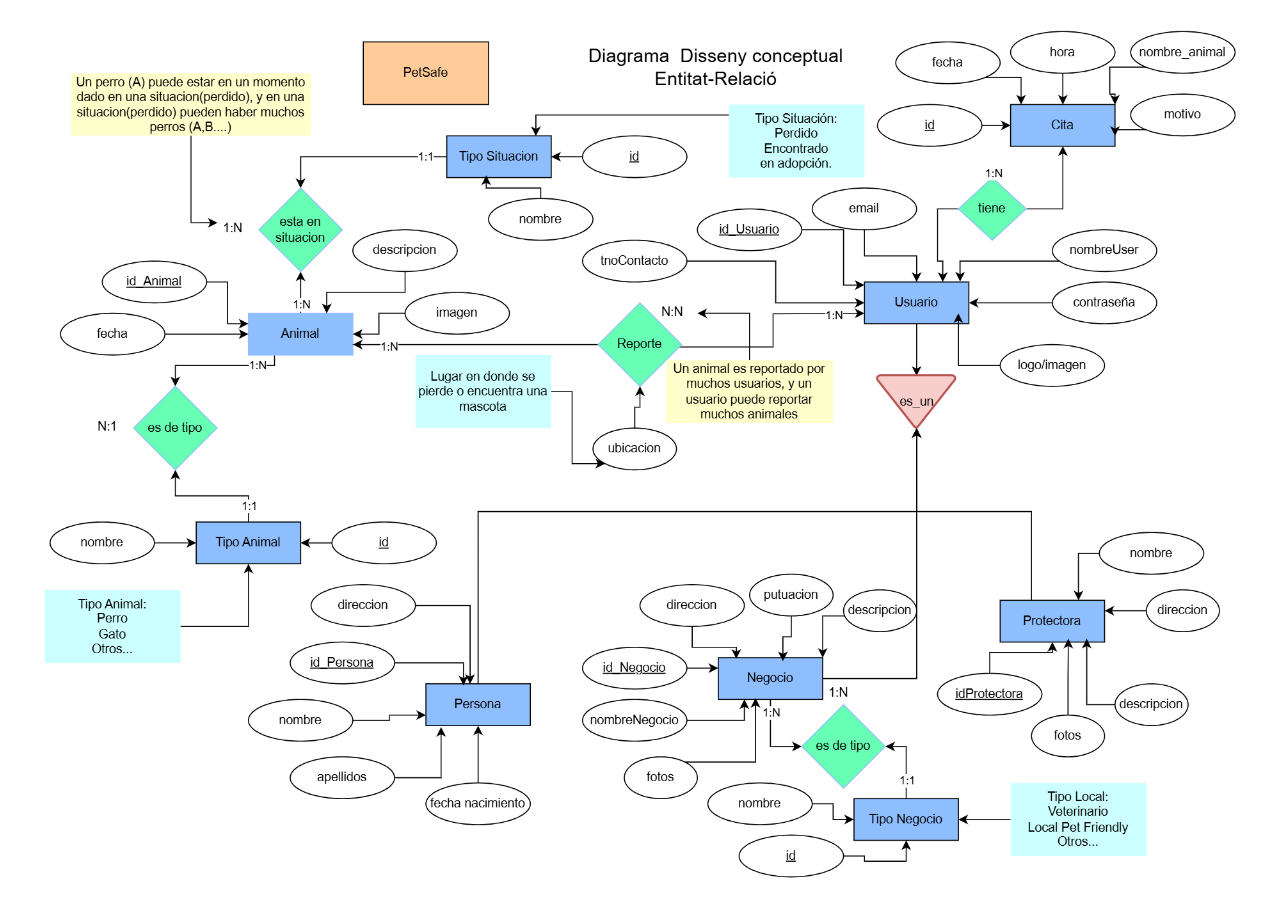 Diagrama  Disseny conceptual
Entitat-Relació
PetSafe
Un perro (A) puede estar en un momento
dado en una situacion(perdido), y en una
situacion(perdido) pueden haber muchos
perros (A,B....)
fecha
hora
nombre_animal
id
Cita
motivo
Tipo Situación:
Perdido
Encontrado
en adopción.
1:1
Tipo Situacion
id
nombre
1:N
tiene
1:N
esta en
situacion
descripcion
id_Usuario
email
nombreUser
tnoContacto
id_Animal
1:N
Usuario
contraseña
fecha
Animal
imagen
N:N
1:N
Reporte
1:N
1:N
logo/imagen
Lugar en donde se
pierde o encuentra una
mascota
Un animal es reportado por
muchos usuarios, y un
usuario puede reportar
muchos animales
es_un
N:1
es de tipo
ubicacion
1:1
nombre
Tipo Animal
id
Tipo Animal:
Perro
Gato
Otros...
direccion
id_Persona
nombre
Persona
apellidos
fecha nacimiento
direccion
putuacion
descripcion
id_Negocio
Negocio
nombreNegocio
1:N
1:N
fotos
es de tipo
1:1
nombre
Tipo Negocio
id
Tipo Local:
Veterinario
Local Pet Friendly
Otros...
nombre
Protectora
direccion
idProtectora
descripcion
fotos